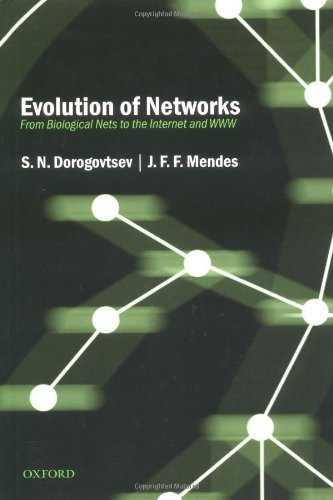 Evolution of Networks
From Biological Nets to the Internet and WWW
S. N. Dorogovtsev | J. F. F. Mendes
OXFORD